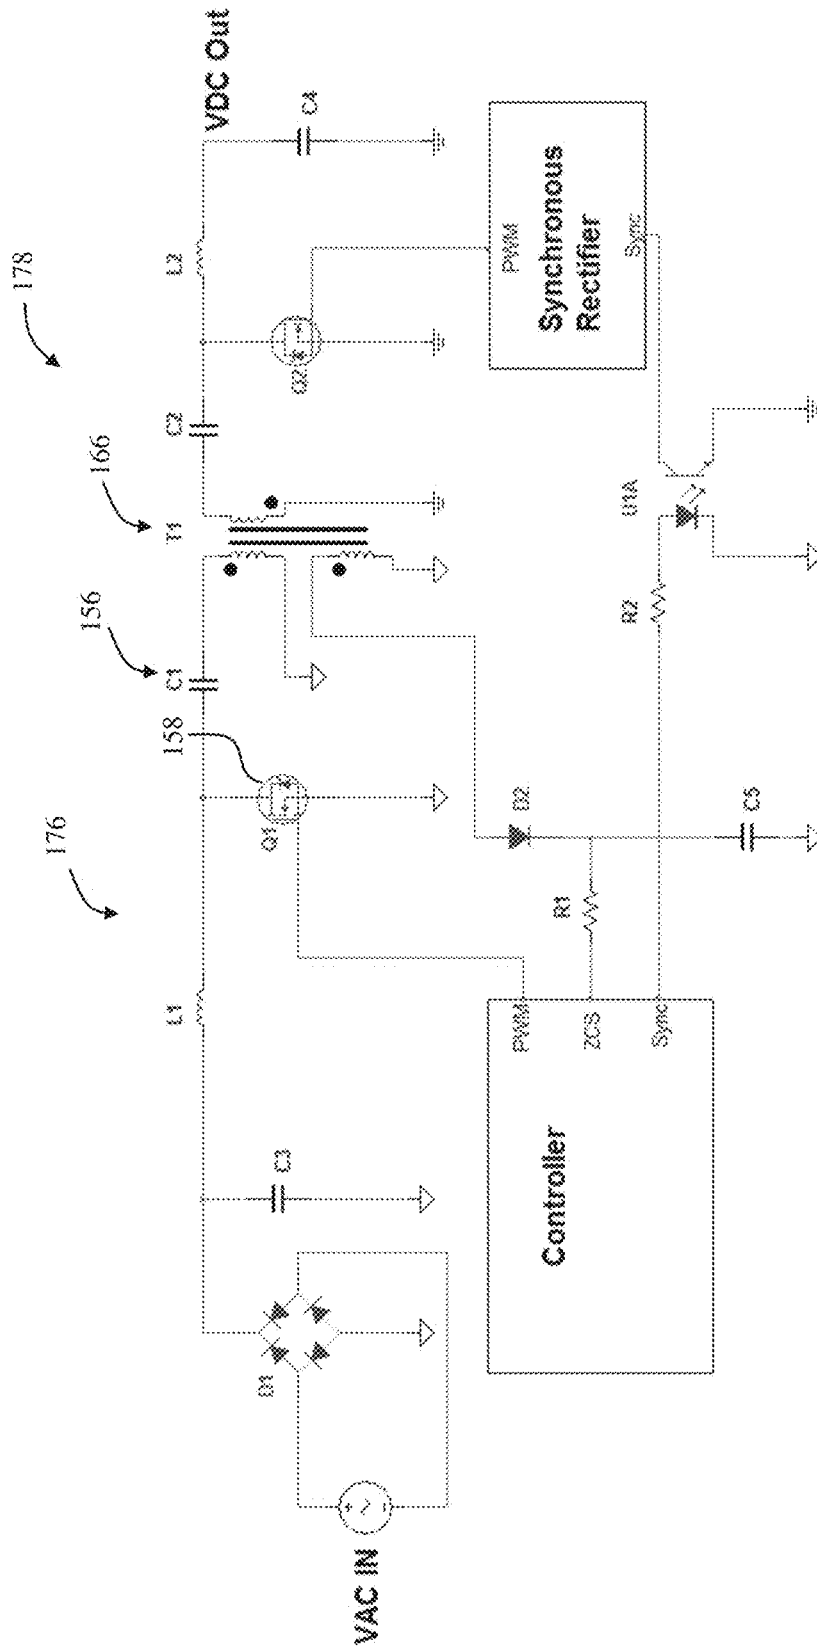 178
VDC Out
C4
L2
Q2
PWM
Synchronous
Rectifier
Sync
C2
166
T1
U1A
156
C1
158
Q1
R2
D2
C5
176
L1
R1
PWM
ZCS
Sync
Controller
C3
D1
VAC IN
+
-